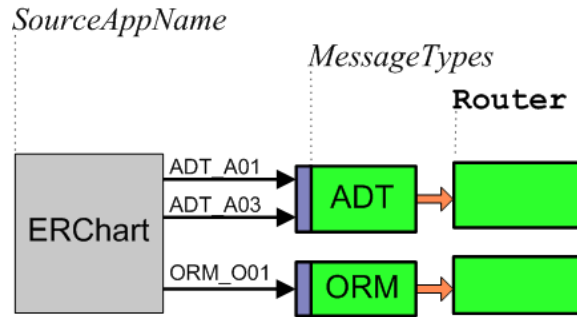 SourceAppName
MessageTypes
Router
ADT_A01
ADT_A03
ERChart
ADT
ORM_O01
ORM